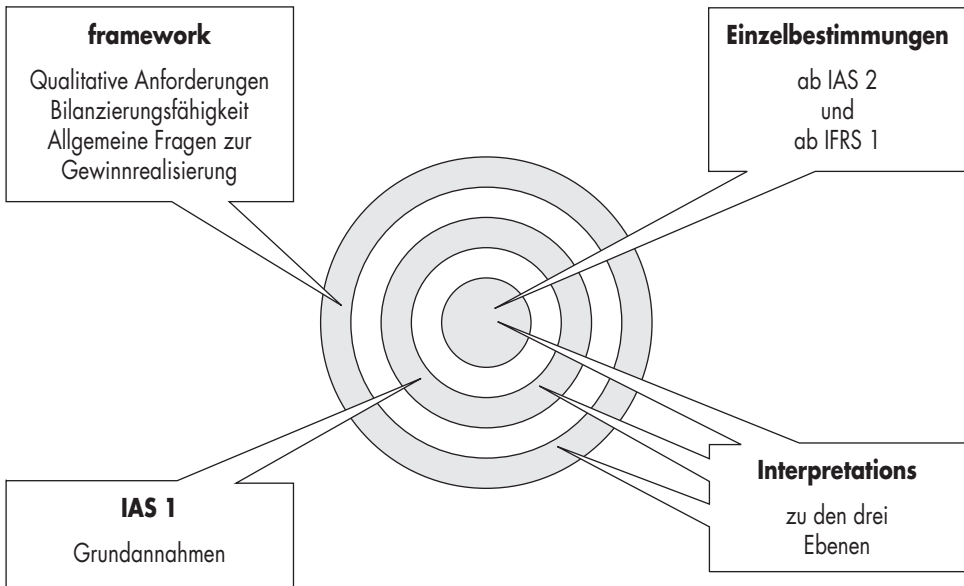 framework
Qualitative Anforderungen
Bilanzierungsfähigkeit
Allgemeine Fragen zur
Gewinnrealisierung
Einzelbestimmungen
ab IAS 2
und
ab IFRS 1
IAS 1
Grundannahmen
Interpretations
zu den drei
Ebenen